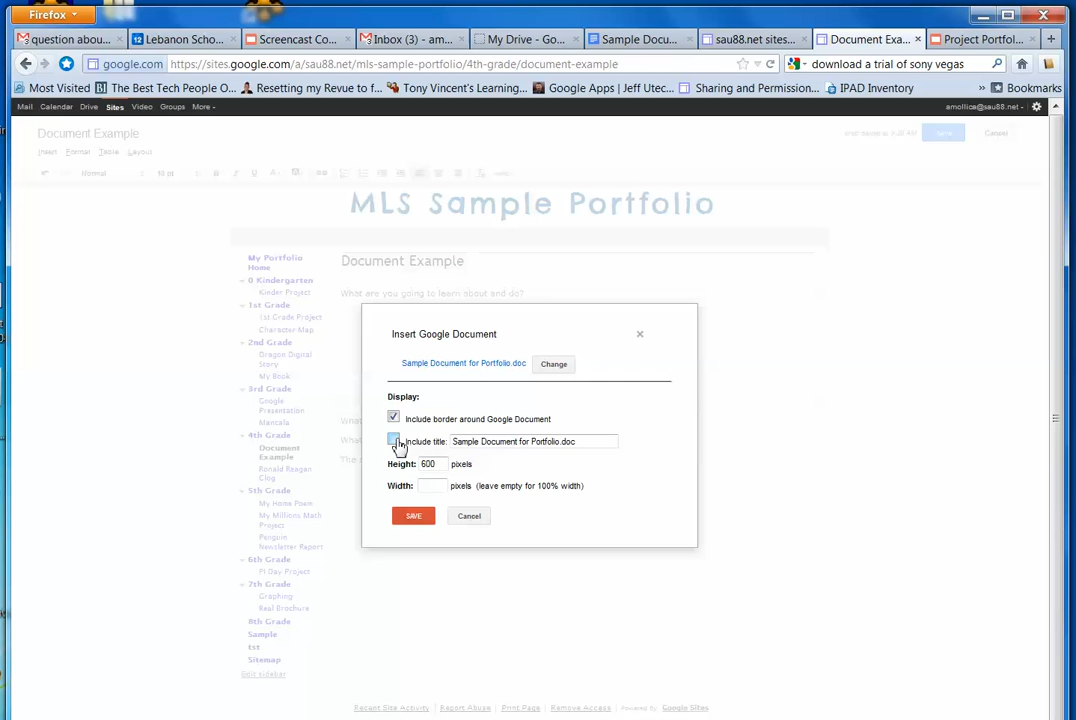 Firefox
question abou...
Lebanon Scho...
Screencast Co...
Inbox (3) - am...
My Drive - Go...
Sample Docu...
sau88.net sites...
Document Exa...
Project Portfol...
google.com https://sites.google.com/a/sau88.net/mls-sample-portfolio/4th-grade/document-example
download a trial of sony vegas
Most Visited
The Best Tech People O...
Resetting my Revue to f...
Tony Vincent's Learning...
Google Apps | Jeff Utec...
Sharing and Permission...
IPAD Inventory
Bookmarks
Mail Calendar Drive Sites Video Groups More
amollica@sau88.net
Document Example
Save Cancel
Insert Format Table Layout
Normal
MLS Sample Portfolio
My Portfolio
Home
0 Kindergarten
Kinder Project
1st Grade
1st Grade Project
Character Map
2nd Grade
Dragon Digital
Story
My Book
3rd Grade
Google
Presentation
Mancala
4th Grade
Document
Example
Ronald Reagan
Clog
5th Grade
My Home Poem
My Millions Math
Project
Penguin
Newsletter Report
6th Grade
Pi Day Project
7th Grade
Graphing
Real Brochure
8th Grade
Sample
tst
Sitemap
Edit sidebar
Document Example
What are you going to learn about and do?
Insert Google Document
Sample Document for Portfolio.doc
Change
Display:
Include border around Google Document
Include title: Sample Document for Portfolio.doc
Height: 600 pixels
Width: pixels (leave empty for 100% width)
SAVE
Cancel
Recent Site Activity | Report Abuse | Print Page | Remove Access | Powered By Google Sites